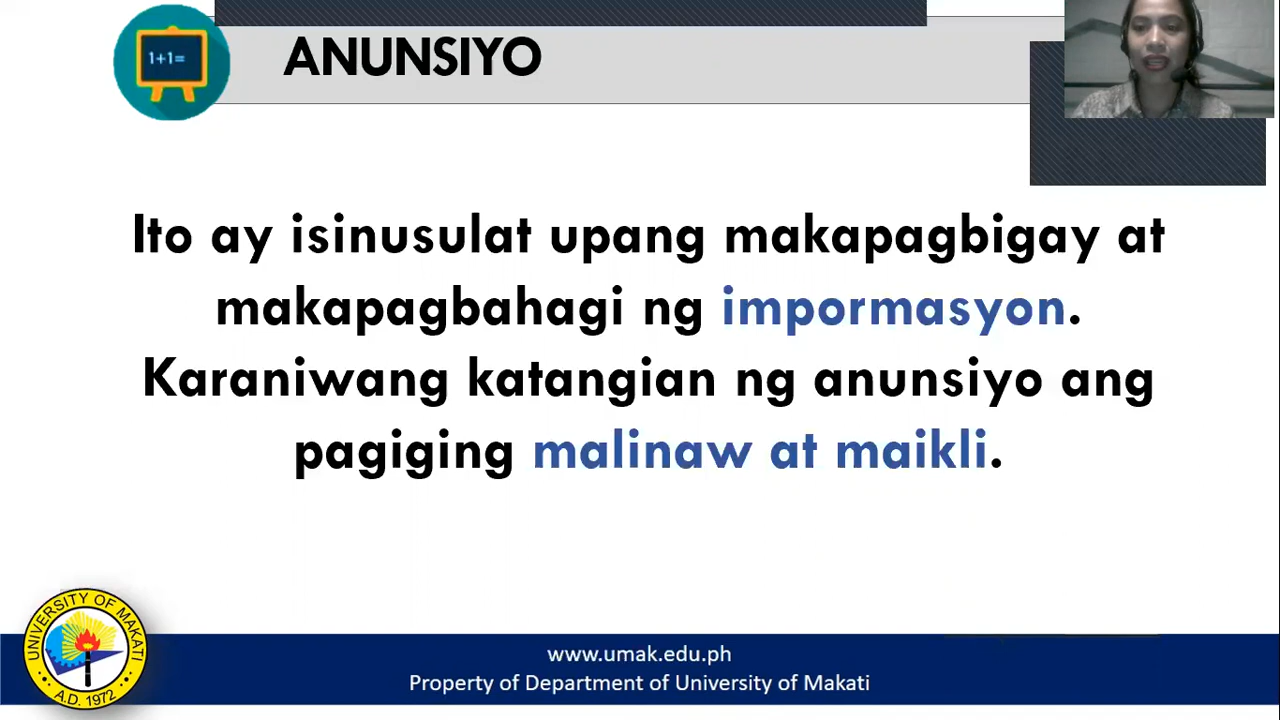 1+1=
ANUNSIYO
Ito ay isinusulat upang makapagbigay at
makapagbahagi ng impormasyon.
Karaniwang katangian ng anunsiyo ang
pagiging malinaw at maikli.
UNIVERSITY OF MAKATI
A.D. 1972
www.umak.edu.ph
Property of Department of University of Makati